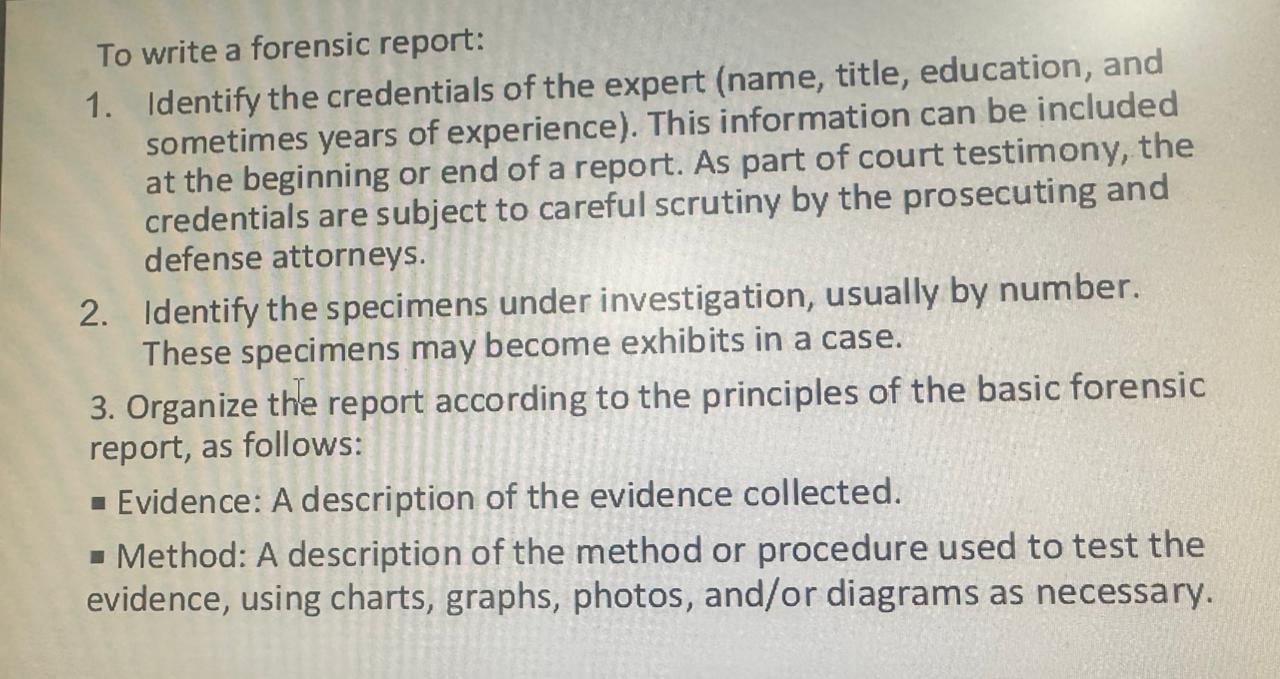 To write a forensic report:
1. Identify the credentials of the expert (name, title, education, and
sometimes years of experience). This information can be included
at the beginning or end of a report. As part of court testimony, the
credentials are subject to careful scrutiny by the prosecuting and
defense attorneys.
2. Identify the specimens under investigation, usually by number.
These specimens may become exhibits in a case.
3. Organize the report according to the principles of the basic forensic
report, as follows:
▪ Evidence: A description of the evidence collected.
▪ Method: A description of the method or procedure used to test the
evidence, using charts, graphs, photos, and/or diagrams as necessary.